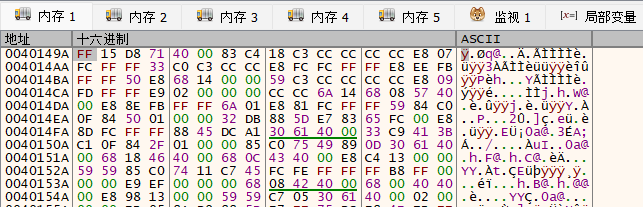 内存 1 内存 2 内存 3 内存 4 内存 5 监视 1 [x=] 局部变量
地址 十六进制 ASCII
0040149A FF 15 D8 71 40 00 83 C4 18 C3 CC CC CC CC E8 07 ÿ.Øq@..Ä.ÃÌÌÌÌè.
004014AA FC FF FF 33 C0 C3 CC CC E8 FC FC FF FF E8 EE FB üÿÿ3ÀÃÌÌèüüÿÿèîû
004014BA FF FF 50 E8 68 14 00 00 59 C3 CC CC CC CC E8 09 ÿÿPèh...YÃÌÌÌÌè.
004014CA FD FF FF E9 02 00 00 00 CC CC 6A 14 68 08 57 40 ýÿÿé....ÌÌj.h.W@
004014DA 00 E8 8E FB FF FF 6A 01 E8 81 FC FF FF 59 84 C0 .è.ûÿÿj.è.üÿÿY.À
004014EA 0F 84 50 01 00 00 32 DB 88 5D E7 83 65 FC 00 E8 ..P...2Û.]ç.eü.è
004014FA 8D FC FF FF 88 45 DC A1 30 61 40 00 33 C9 41 3B .üÿÿ.EÜ¡0a@.3ÉA;
0040150A C1 0F 84 2F 01 00 00 85 C0 75 49 89 0D 30 61 40 Á../....ÀuI..0a@
0040151A 00 68 18 46 40 00 68 0C 43 40 00 E8 C4 13 00 00 .h.F@.h.C@.èÄ...
0040152A 59 59 85 C0 74 11 C7 45 FC FE FF FF FF B8 FF 00 YY.Àt.ÇEüþÿÿÿ¸ÿ.
0040153A 00 00 E9 EF 00 00 00 68 08 42 40 00 68 00 40 40 ..éï...h.B@.h.@@
0040154A 00 E8 98 13 00 00 59 59 C7 05 30 61 40 00 02 00 .è....YYÇ.0a@...